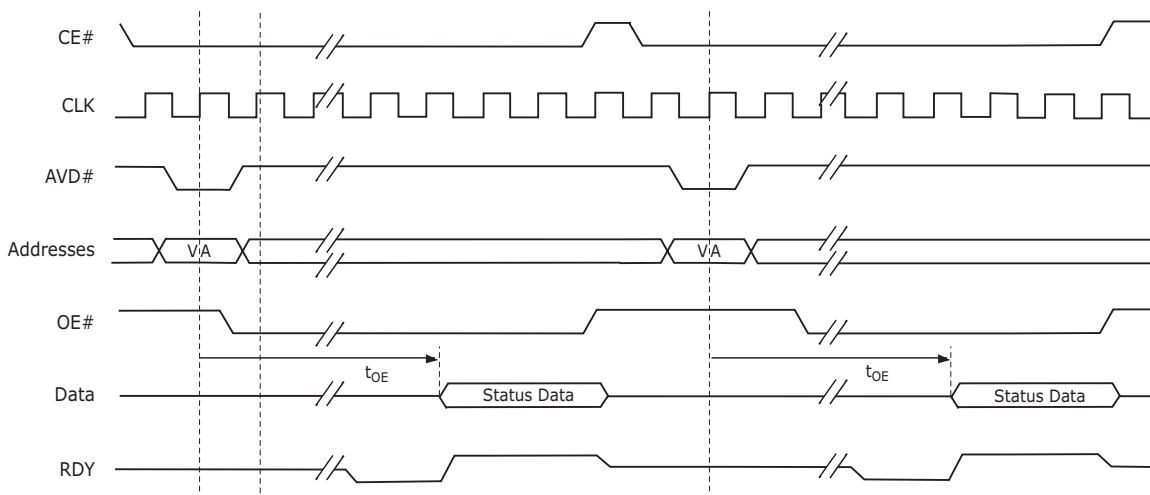 CE#
CLK
AVD#
Addresses
VA
VA
OE#
tOE
tOE
Data
Status Data
Status Data
RDY